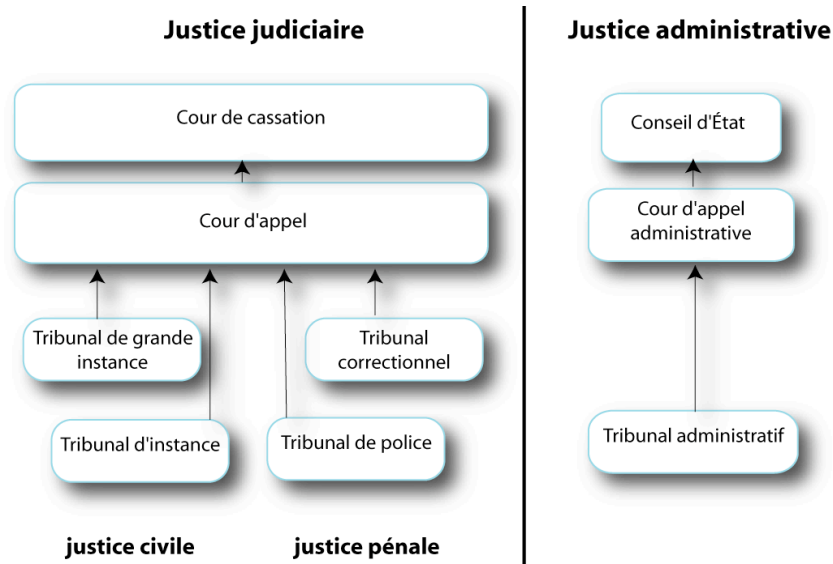 Justice judiciaire
Cour de cassation
Cour d'appel
Tribunal de grande
instance
Tribunal
correctionnel
Tribunal d'instance
Tribunal de police
justice civile
justice pénale
Justice administrative
Conseil d'État
Cour d'appel
administrative
Tribunal administratif